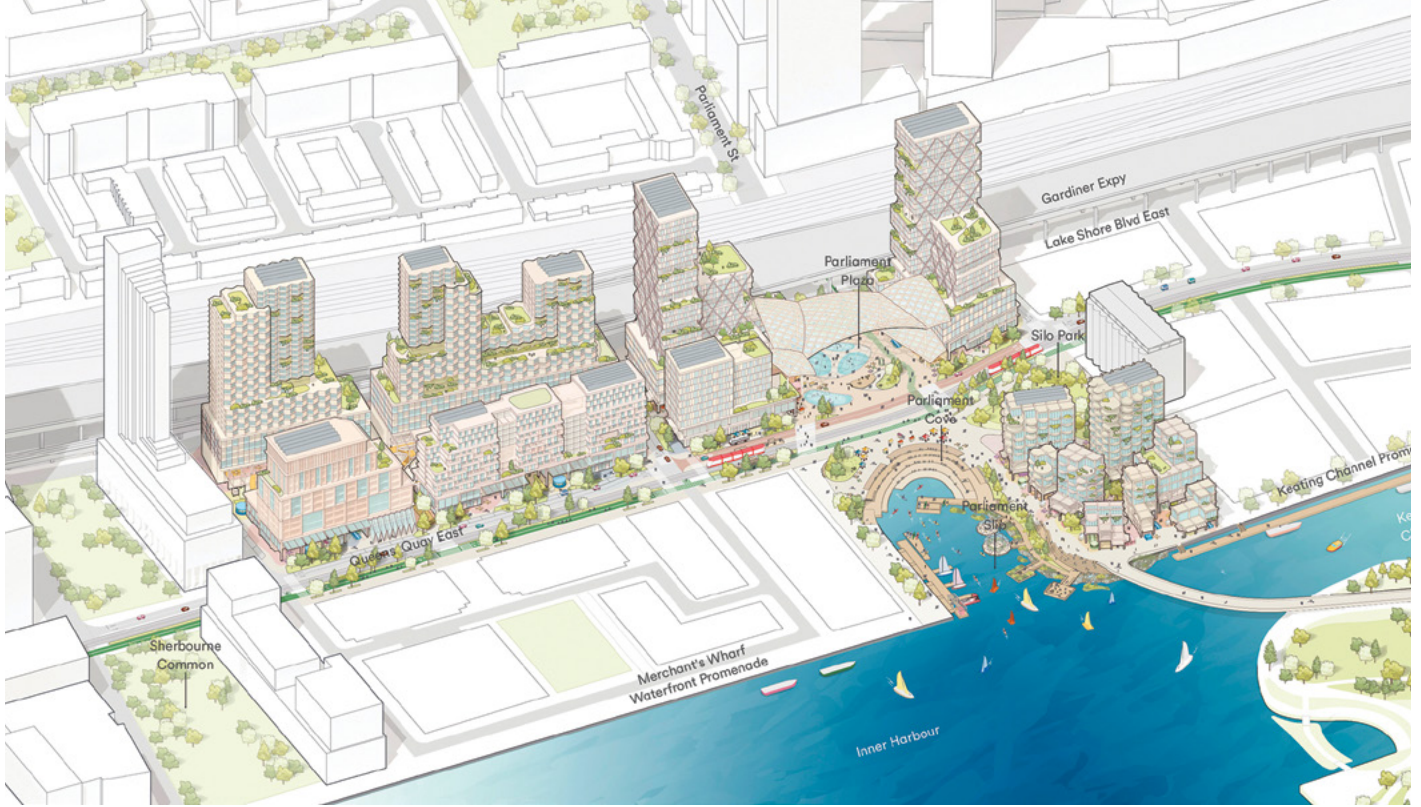 Parliament St
Gardiner Expy
Lake Shore Blvd East
Parliament
Plaza
Silo Park
Parliament
Cove
Parliament
Slip
Keating Channel
Queens Quay East
Sherbourne
Common
Merchant's Wharf
Waterfront Promenade
Inner Harbour